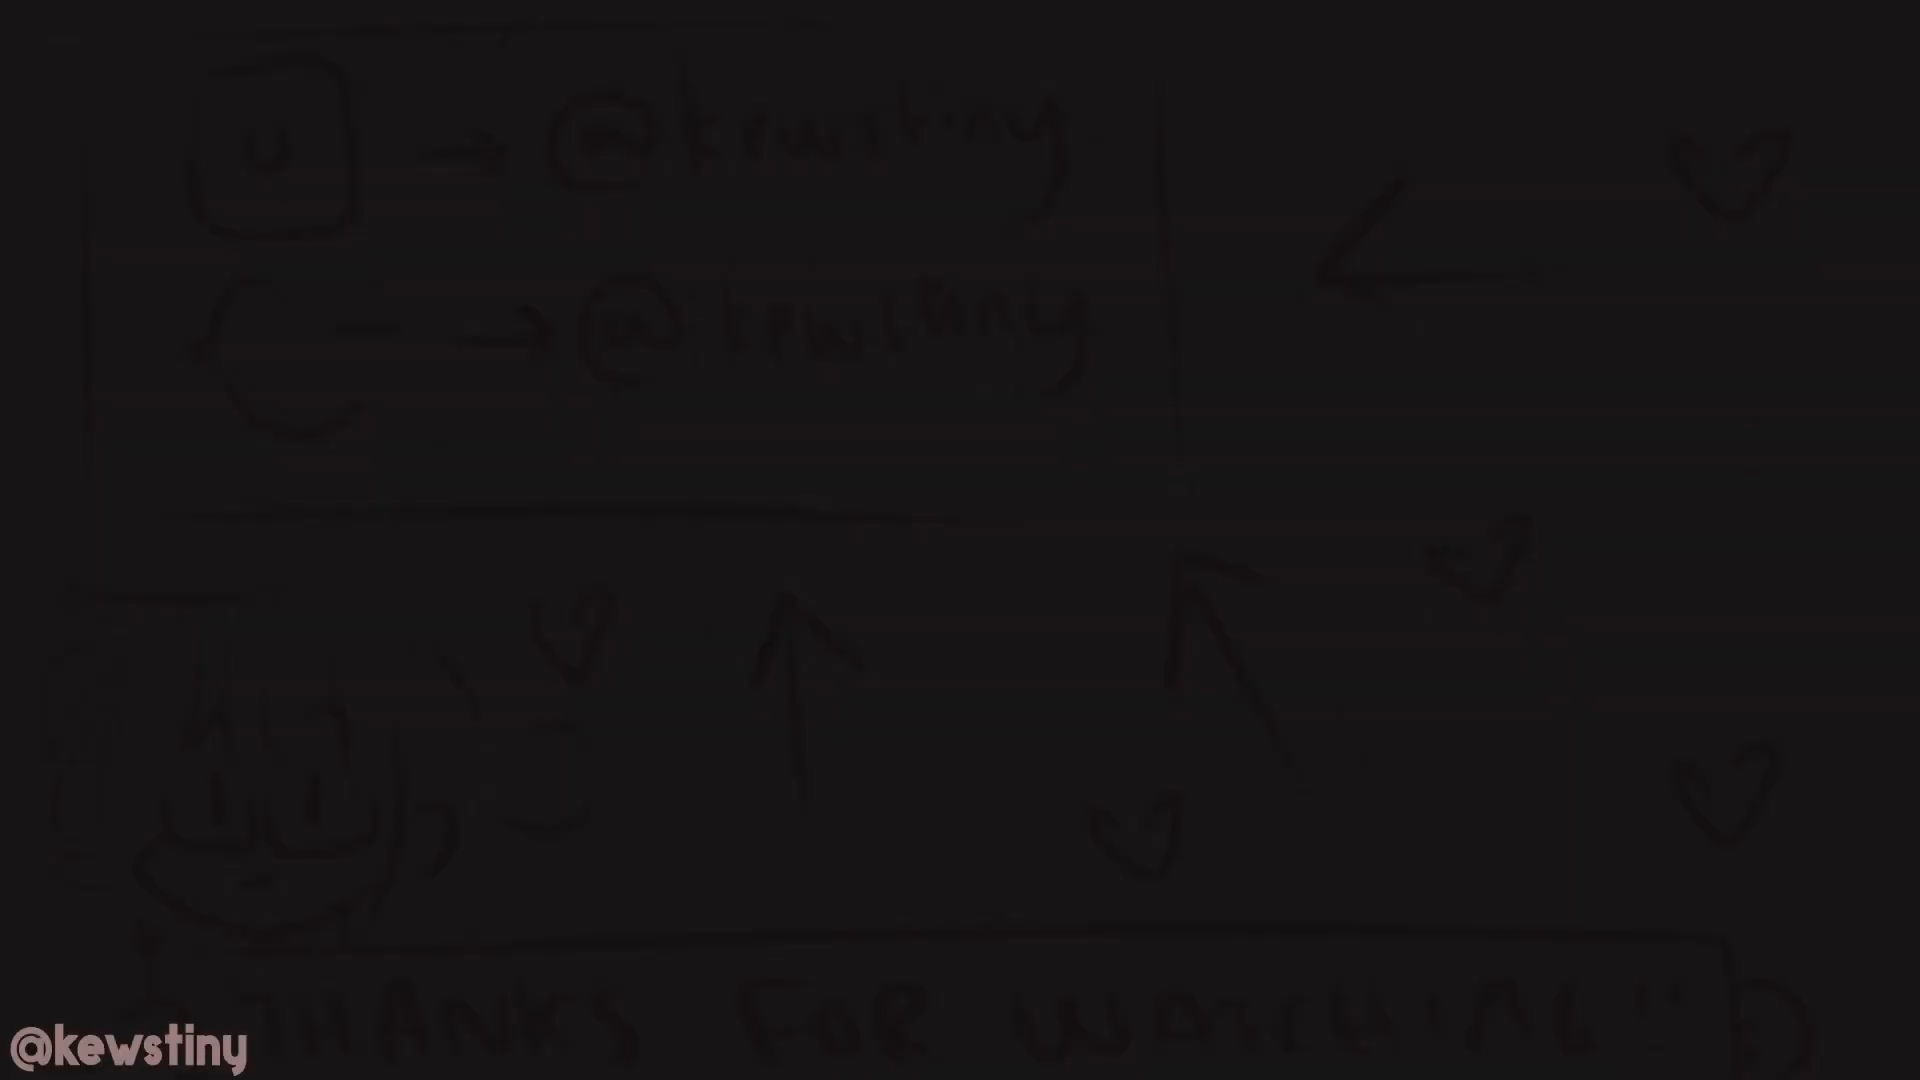 U → @kewstiny
→ @kewstiny
THANKS FOR WATCHING!!
@kewstiny